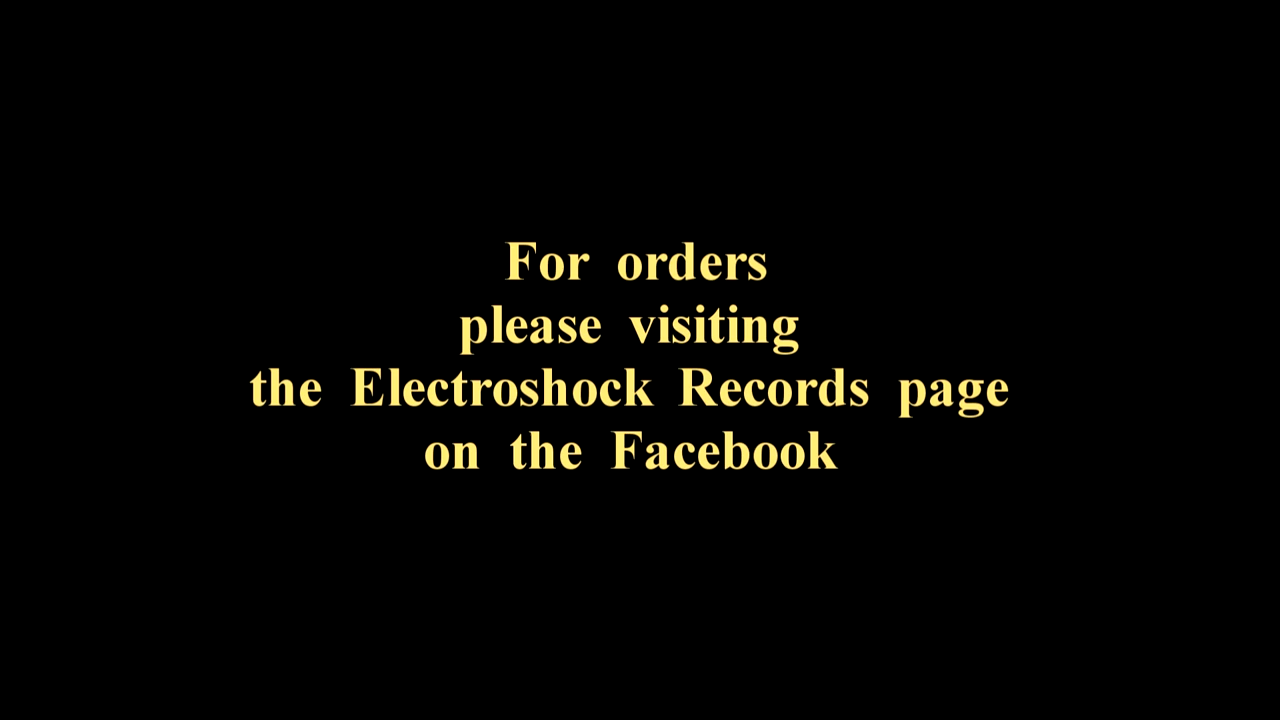 For orders
please visiting
the Electroshock Records page
on the Facebook